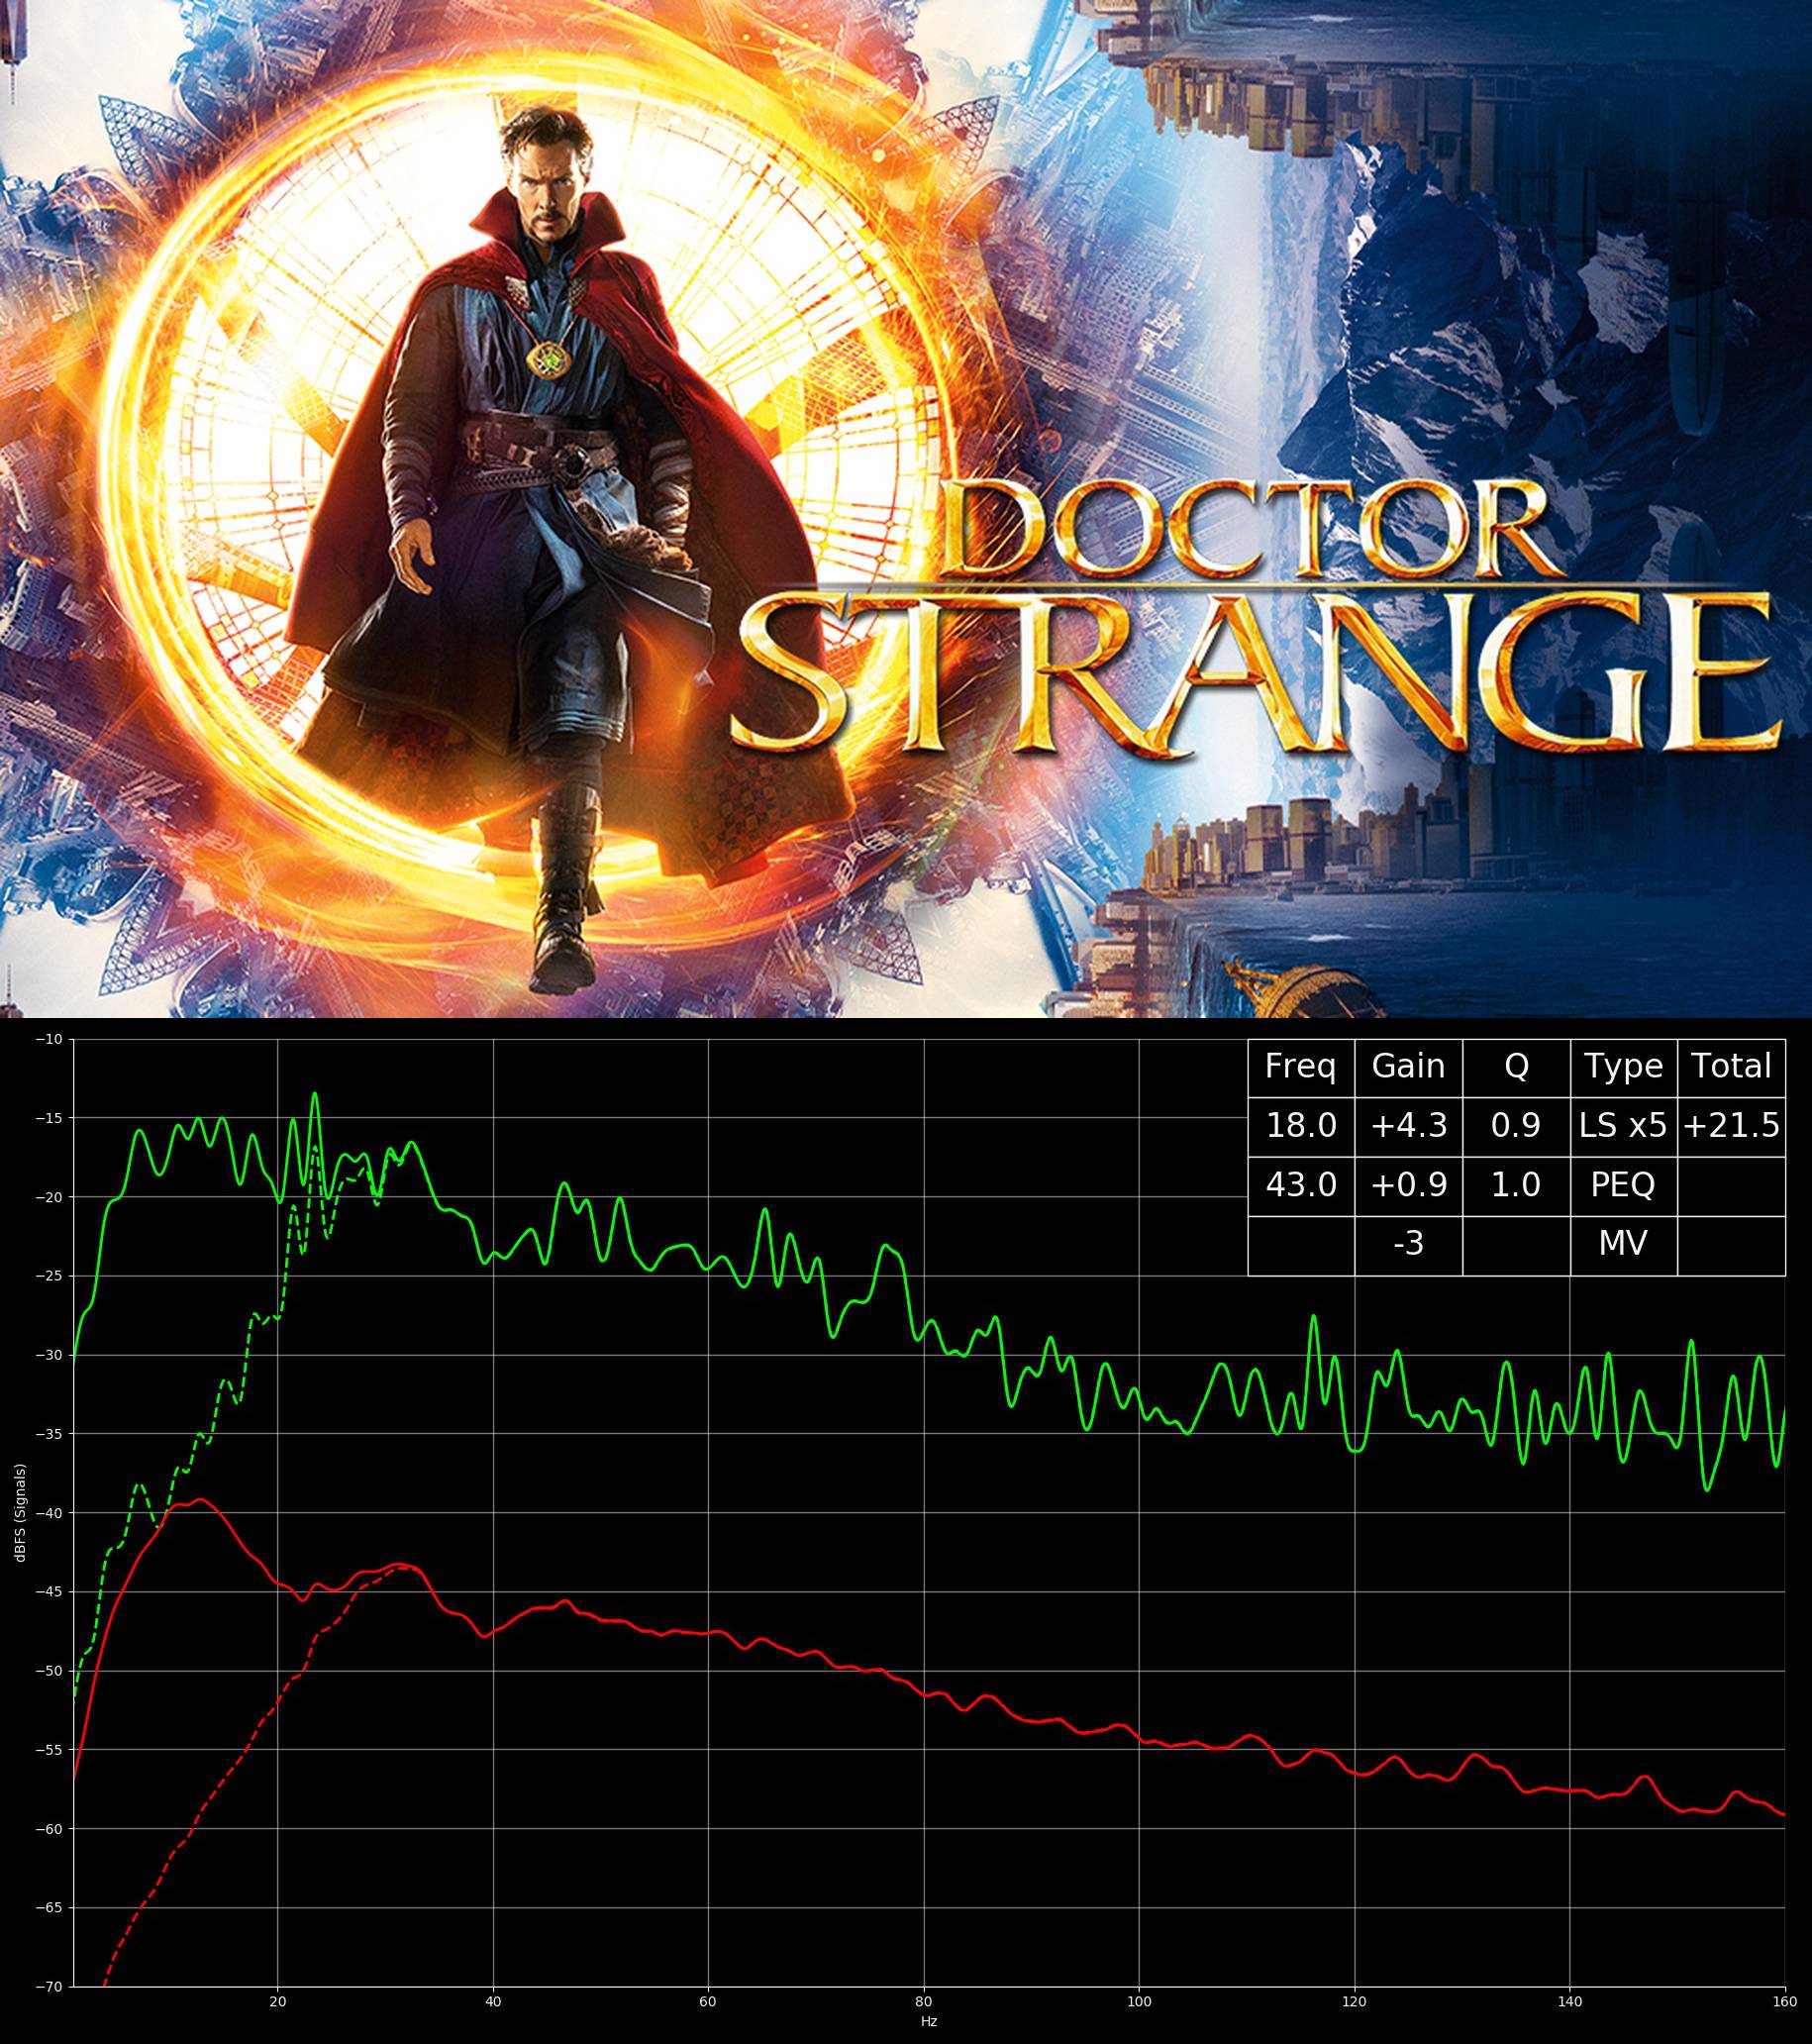 DOCTOR
STRANGE
Freq Gain Q Type Total
18.0 +4.3 0.9 LS x5 +21.5
43.0 +0.9 1.0 PEQ
-3 MV
−10
−15
−20
−25
−30
−35
−40
−45
−50
−55
−60
−65
−70
dBFS (Signals)
20 40 60 80 100 120 140 160
Hz